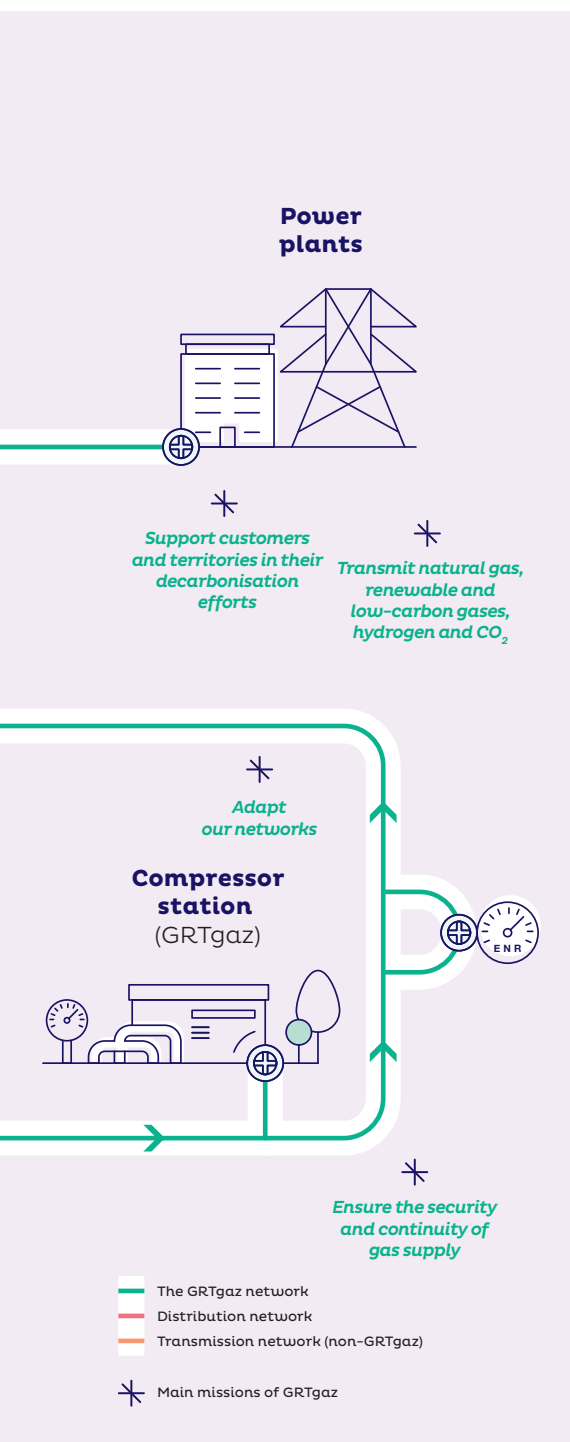 Power
plants
Support customers
and territories in their
decarbonisation
efforts
Transmit natural gas,
renewable and
low-carbon gases,
hydrogen and CO₂
Adapt
our networks
Compressor
station
(GRTgaz)
ENR
Ensure the security
and continuity of
gas supply
The GRTgaz network
Distribution network
Transmission network (non-GRTgaz)
Main missions of GRTgaz